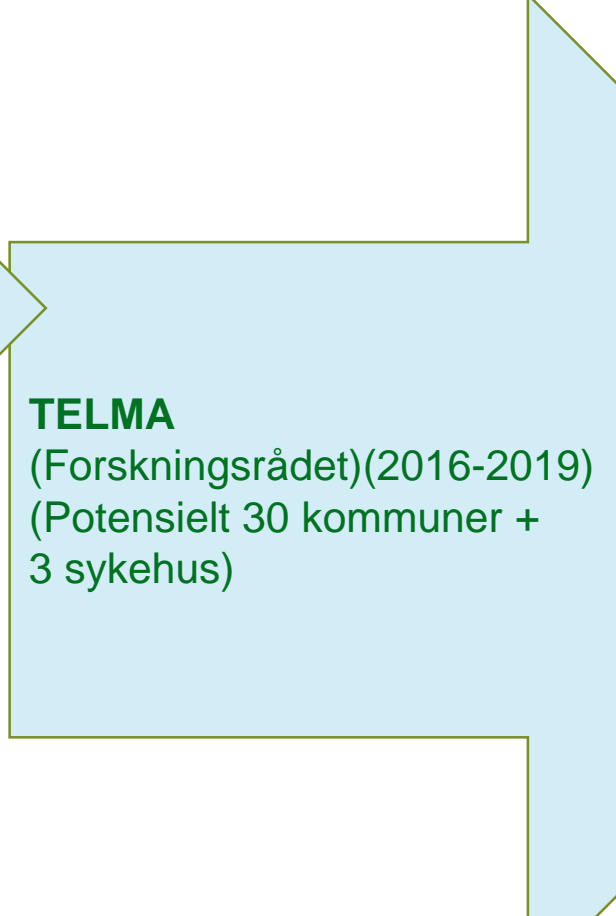 TELMA
(Forskningsrådet)(2016-2019)
(Potensielt 30 kommuner +
3 sykehus)